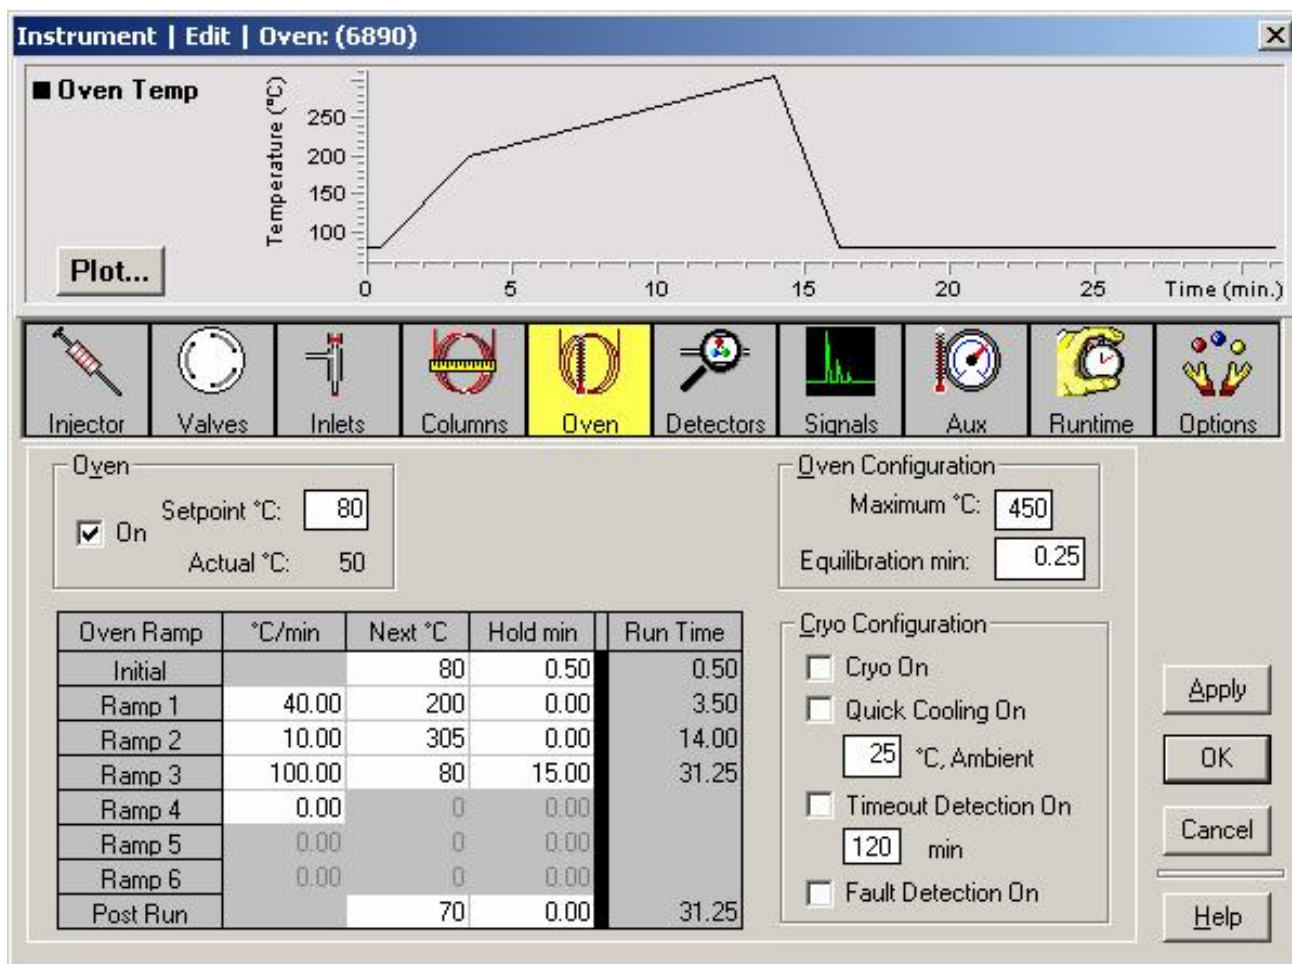 Instrument | Edit | Oven: (6890)
Oven Temp
Temperature (°C)
250
200
150
100
Plot...
0 5 10 15 20 25 Time (min.)
Injector Valves Inlets Columns Oven Detectors Signals Aux Runtime Options
Oven
On
Setpoint °C: 80
Actual °C: 50
Oven Configuration
Maximum °C: 450
Equilibration min: 0.25
Oven Ramp °C/min Next °C Hold min Run Time
Initial 80 0.50 0.50
Ramp 1 40.00 200 0.00 3.50
Ramp 2 10.00 305 0.00 14.00
Ramp 3 100.00 80 15.00 31.25
Ramp 4 0.00 0 0.00
Ramp 5 0.00 0 0.00
Ramp 6 0.00 0 0.00
Post Run 70 0.00 31.25
Cryo Configuration
Cryo On
Quick Cooling On
25 °C, Ambient
Timeout Detection On
120 min
Fault Detection On
Apply
OK
Cancel
Help